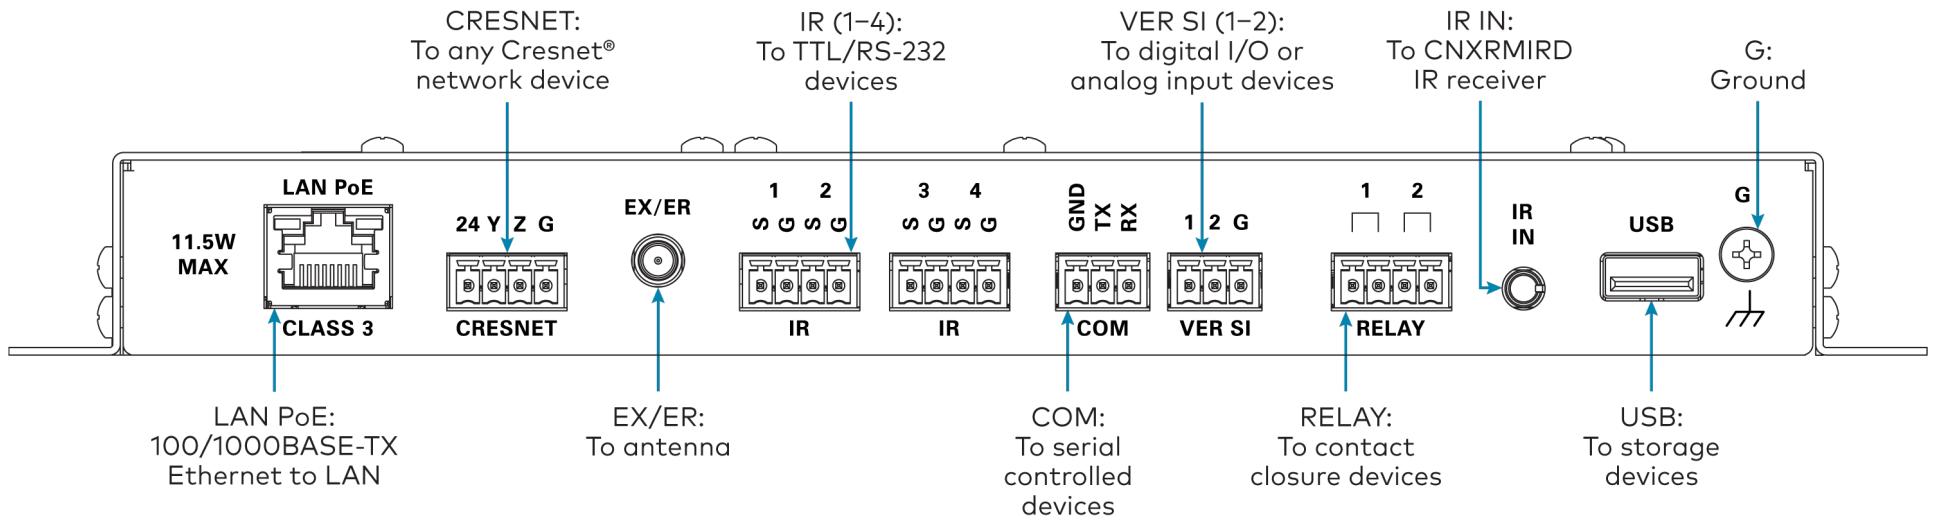 CRESNET:
To any Cresnet®
network device
IR (1–4):
To TTL/RS-232
devices
VER SI (1–2):
To digital I/O or
analog input devices
IR IN:
To CNXRMIRD
IR receiver
G:
Ground
11.5W
MAX
LAN PoE
CLASS 3
24 Y Z G
CRESNET
EX/ER
1 2
S G S G
IR
3 4
S G S G
IR
GND
TX
RX
COM
1 2 G
VER SI
1 2
RELAY
IR
IN
USB
G
LAN PoE:
100/1000BASE-TX
Ethernet to LAN
EX/ER:
To antenna
COM:
To serial
controlled
devices
RELAY:
To contact
closure devices
USB:
To storage
devices